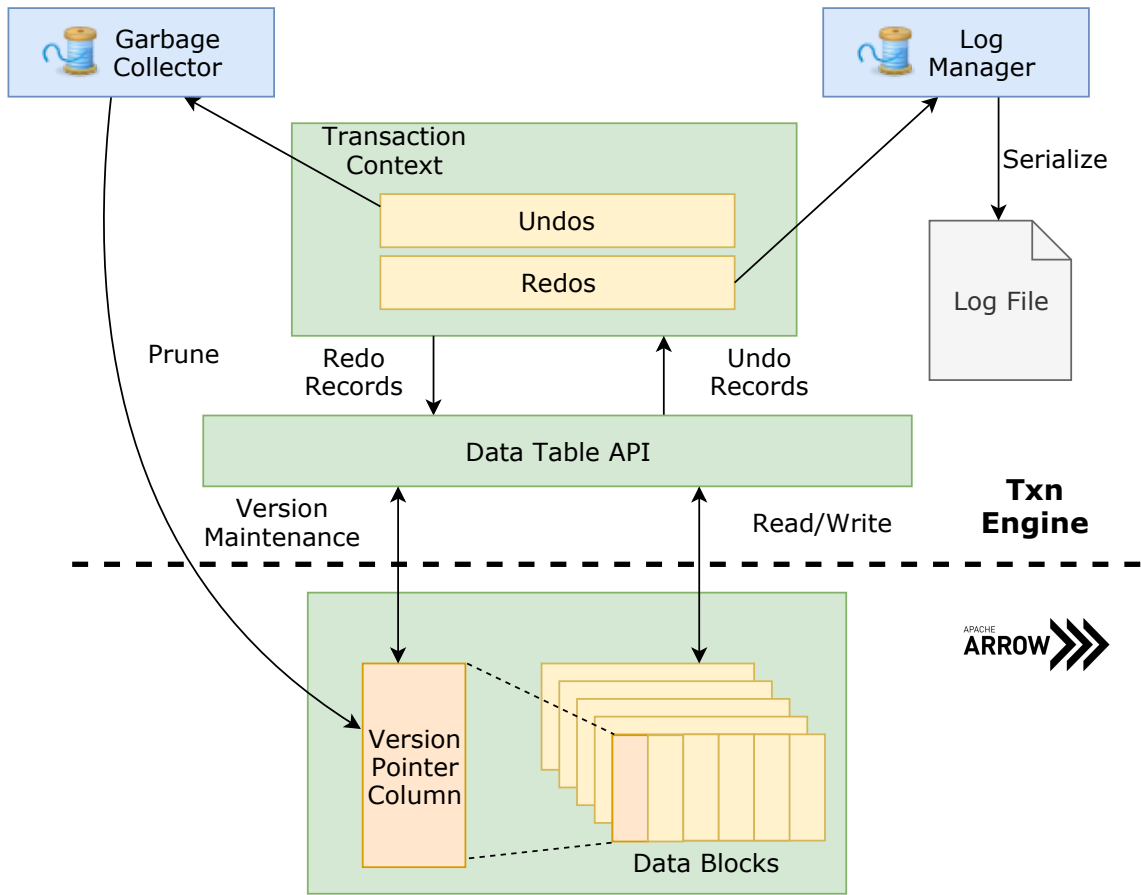 Garbage
Collector
Log
Manager
Transaction
Context
Serialize
Undos
Redos
Log File
Prune
Redo
Records
Undo
Records
Data Table API
Version
Maintenance
Read/Write
Txn
Engine
APACHE
ARROW
Version
Pointer
Column
Data Blocks